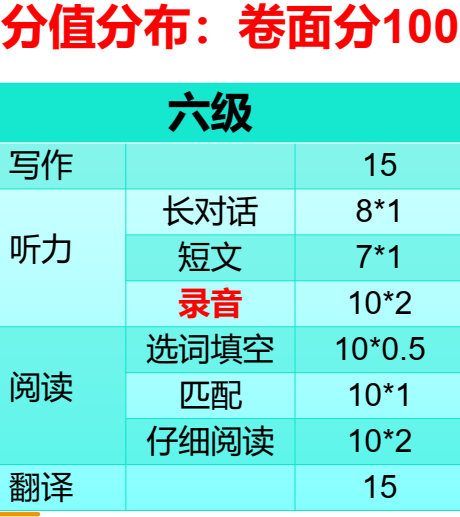 分值分布：卷面分100
六级
写作 15
听力 长对话 8*1
短文 7*1
录音 10*2
阅读 选词填空 10*0.5
匹配 10*1
仔细阅读 10*2
翻译 15